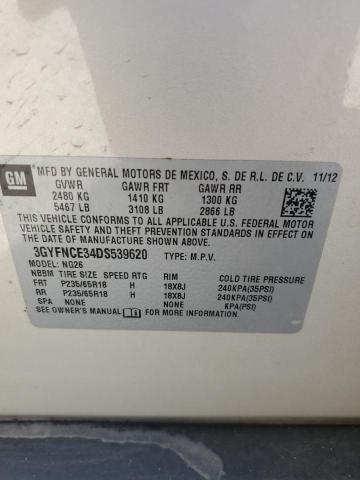 GM
MFD BY GENERAL MOTORS DE MEXICO, S. DE R.L. DE C.V. 11/12
GVWR GAWR FRT GAWR RR
2480 KG 1410 KG 1300 KG
5467 LB 3108 LB 2866 LB
THIS VEHICLE CONFORMS TO ALL APPLICABLE U.S. FEDERAL MOTOR
VEHICLE SAFETY AND THEFT PREVENTION STANDARDS IN EFFECT ON
THE DATE OF MANUFACTURE SHOWN ABOVE.
3GYFNCE34DS539620 TYPE: M.P.V.
MODEL: NG26
NBBM TIRE SIZE SPEED RTG RIM COLD TIRE PRESSURE
FRT P235/65R18 H 18X8J 240KPA(35PSI)
RR P235/65R18 H 18X8J 240KPA(35PSI)
SPA NONE NONE KPA(PSI)
SEE OWNER'S MANUAL FOR ADDITIONAL INFORMATION.